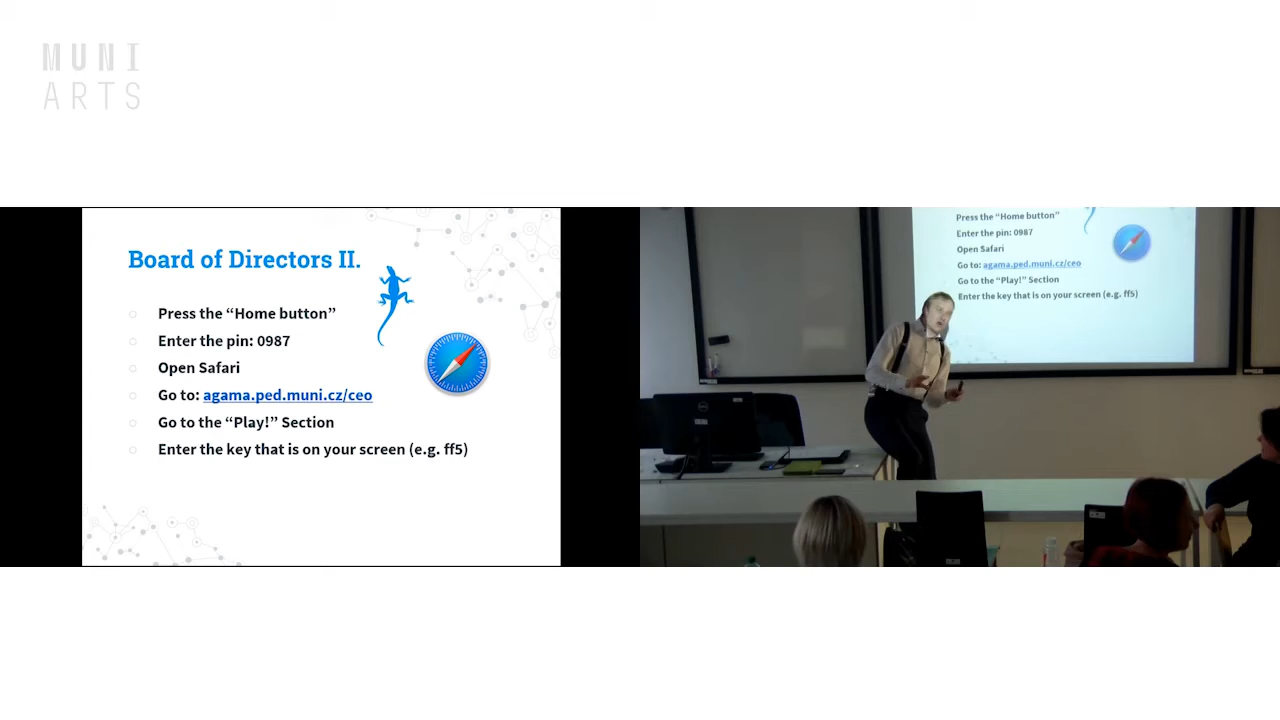 MUNI
ARTS
Board of Directors II.
Press the “Home button”
Enter the pin: 0987
Open Safari
Go to: agama.ped.muni.cz/ceo
Go to the “Play!” Section
Enter the key that is on your screen (e.g. ff5)
Press the “Home button”
Enter the pin: 0987
Open Safari
Go to: agama.ped.muni.cz/ceo
Go to the “Play!” Section
Enter the key that is on your screen (e.g. ff5)
DELL